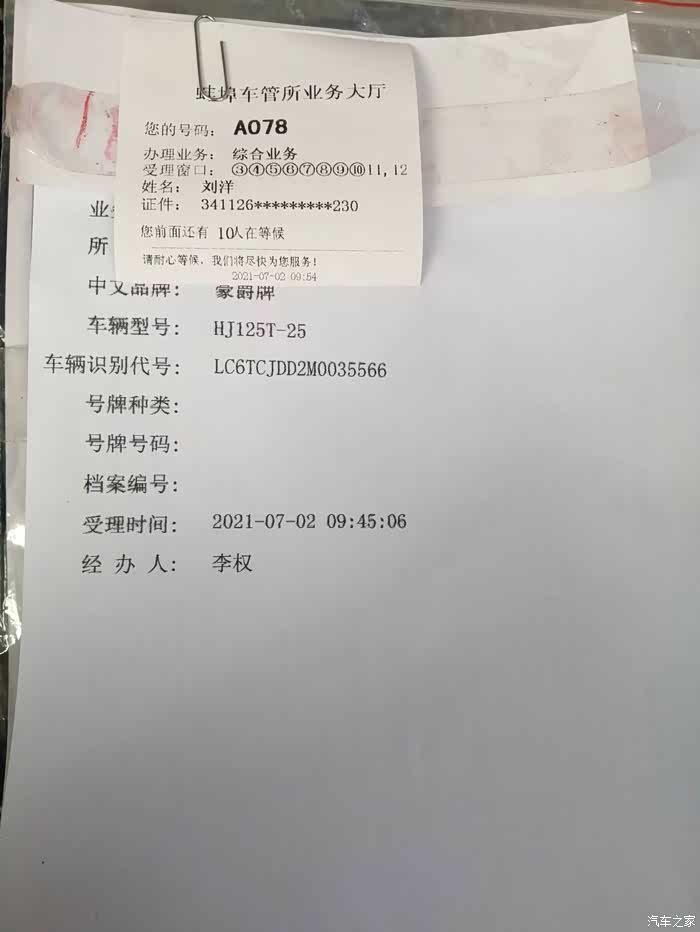 蚌埠车管所业务大厅
您的号码： A078
办理业务： 综合业务
受理窗口： ③④⑤⑥⑦⑧⑨⑩11,12
姓名： 刘洋
证件： 341126*********230
您前面还有 10人在等候
请耐心等候，我们将尽快为您服务！
2021-07-02 09:54
业
所
中文品牌： 豪爵牌
车辆型号： HJ125T-25
车辆识别代号： LC6TCJDD2M0035566
号牌种类：
号牌号码：
档案编号：
受理时间： 2021-07-02 09:45:06
经 办 人： 李权
汽车之家